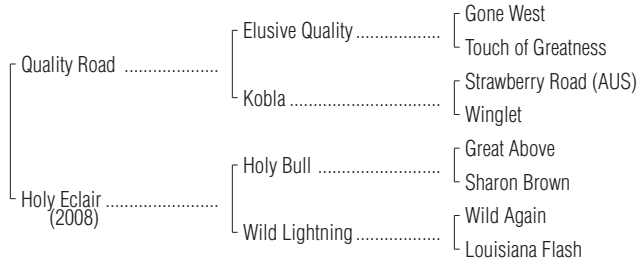 Gone West
Elusive Quality ..................
Touch of Greatness
Quality Road ....................
Strawberry Road (AUS)
Kobla ................................
Winglet
Great Above
Holy Bull .........................
Sharon Brown
Holy Eclair ........................
(2008)
Wild Again
Wild Lightning ..................
Louisiana Flash